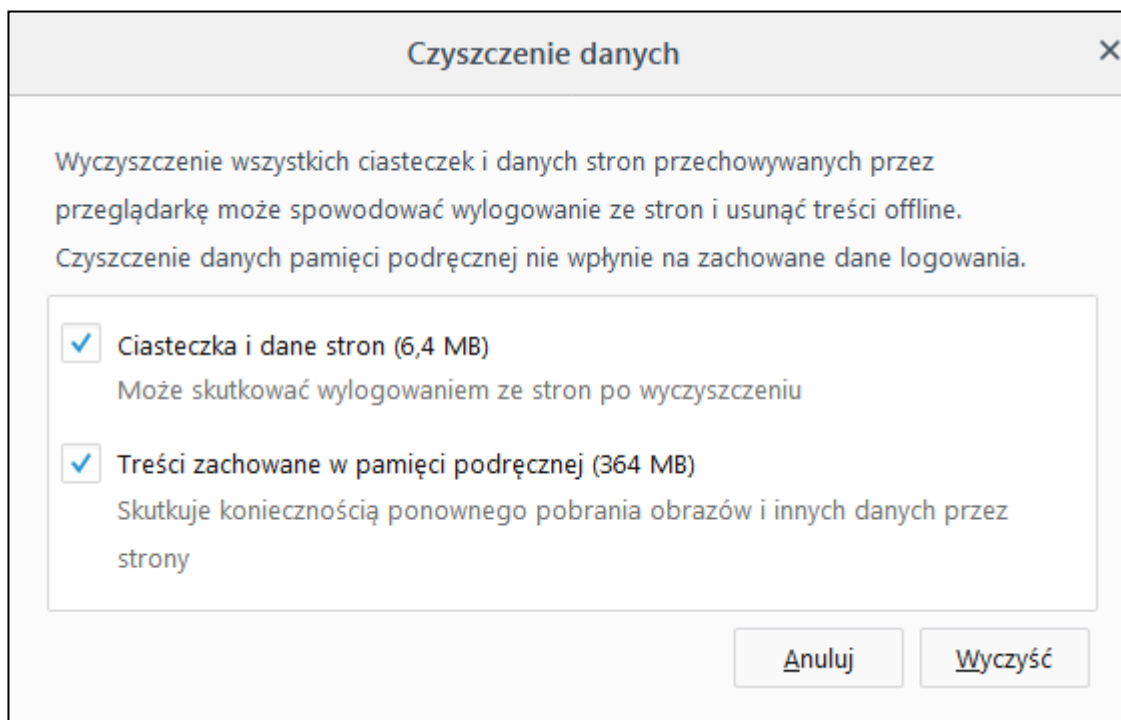 Czyszczenie danych
Wyczyszczenie wszystkich ciasteczek i danych stron przechowywanych przez
przeglądarkę może spowodować wylogowanie ze stron i usunąć treści offline.
Czyszczenie danych pamięci podręcznej nie wpłynie na zachowane dane logowania.
Ciasteczka i dane stron (6,4 MB)
Może skutkować wylogowaniem ze stron po wyczyszczeniu
Treści zachowane w pamięci podręcznej (364 MB)
Skutkuje koniecznością ponownego pobrania obrazów i innych danych przez
strony
Anuluj Wyczyść